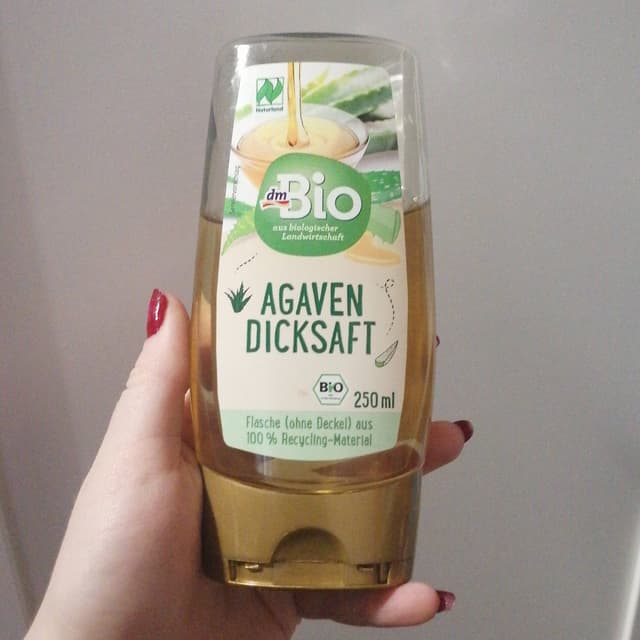 Naturland
dm
Bio
aus biologischer
Landwirtschaft
AGAVEN
DICKSAFT
BIO
250 ml
Flasche (ohne Deckel) aus
100 % Recycling-Material